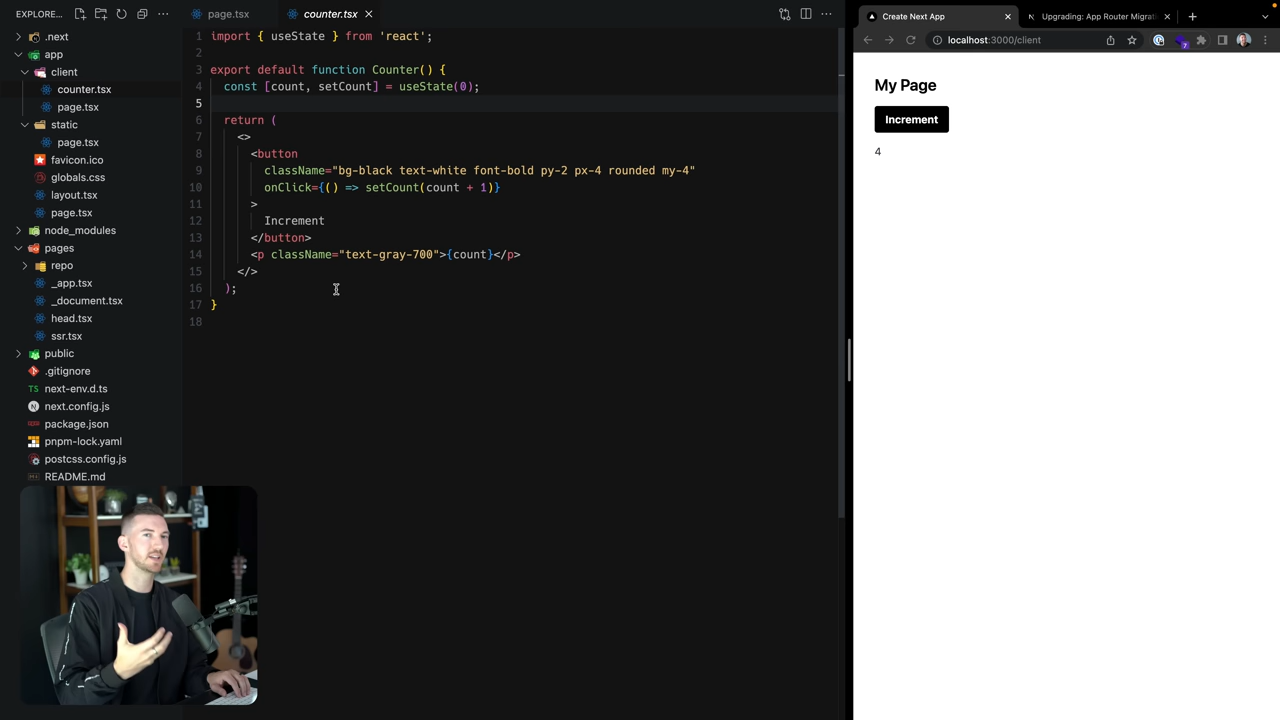 EXPLORE...
.next
app
client
counter.tsx
page.tsx
static
page.tsx
favicon.ico
globals.css
layout.tsx
page.tsx
node_modules
pages
repo
_app.tsx
_document.tsx
head.tsx
ssr.tsx
public
.gitignore
TS next-env.d.ts
next.config.js
package.json
pnpm-lock.yaml
postcss.config.js
README.md
page.tsx
counter.tsx
1 import { useState } from 'react';
2
3 export default function Counter() {
4 const [count, setCount] = useState(0);
5
6 return (
7 <>
8 <button
9 className="bg-black text-white font-bold py-2 px-4 rounded my-4"
10 onClick={() => setCount(count + 1)}
11 >
12 Increment
13 </button>
14 <p className="text-gray-700">{count}</p>
15 </>
16 );
17 }
18
Create Next App
Upgrading: App Router Migrati
localhost:3000/client
7
My Page
Increment
4